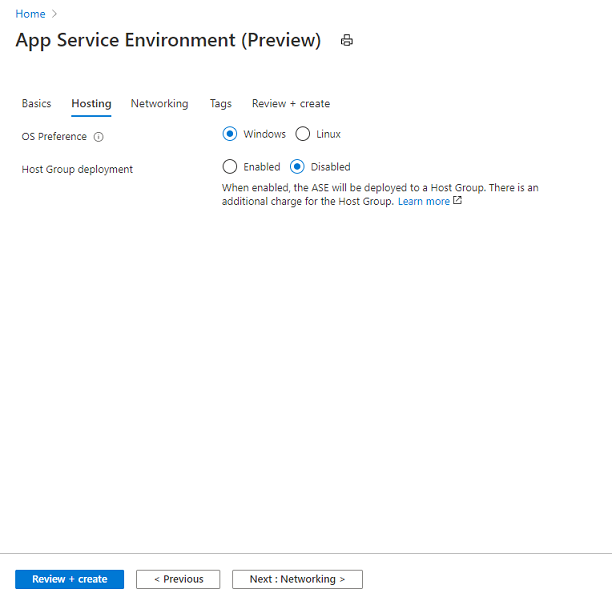 Home >
App Service Environment (Preview)
Basics Hosting Networking Tags Review + create
OS Preference Windows Linux
Host Group deployment Enabled Disabled
When enabled, the ASE will be deployed to a Host Group. There is an
additional charge for the Host Group. Learn more
Review + create < Previous Next : Networking >